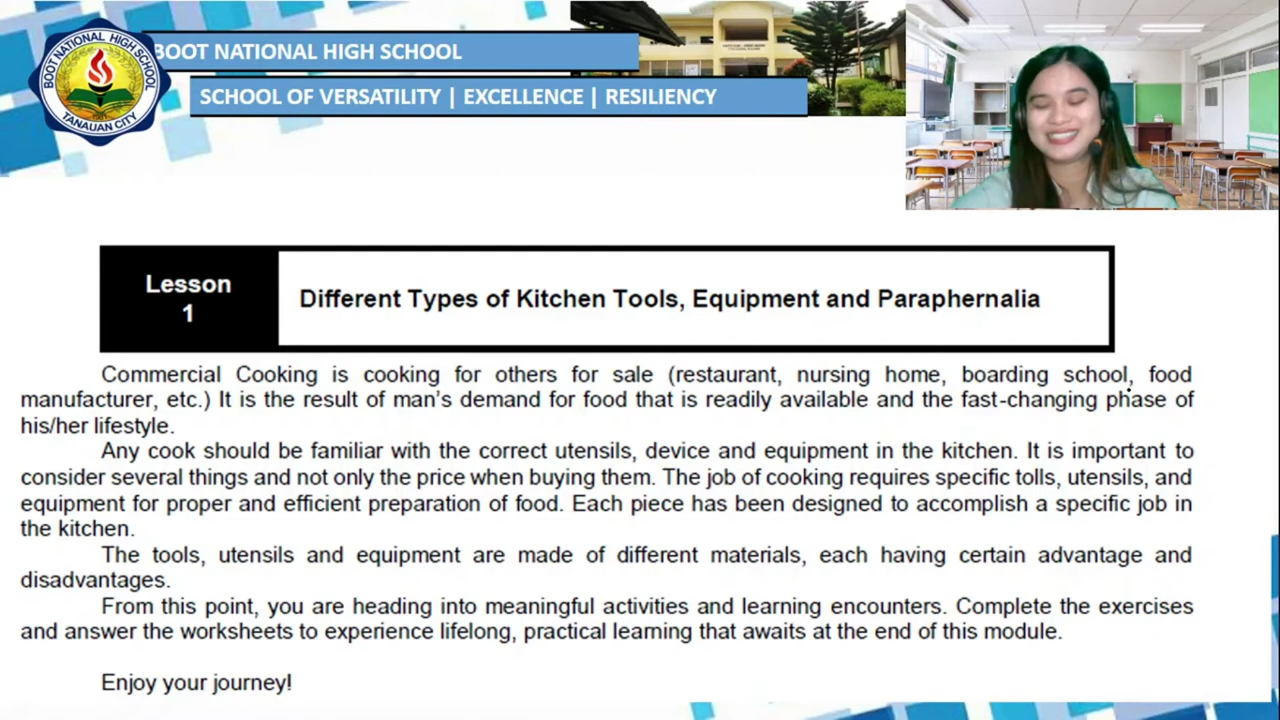 BOOT NATIONAL HIGH SCHOOL
TANAUAN CITY
BOOT NATIONAL HIGH SCHOOL
SCHOOL OF VERSATILITY | EXCELLENCE | RESILIENCY
Lesson
1
Different Types of Kitchen Tools, Equipment and Paraphernalia
Commercial Cooking is cooking for others for sale (restaurant, nursing home, boarding school, food
manufacturer, etc.) It is the result of man's demand for food that is readily available and the fast-changing phase of
his/her lifestyle.
Any cook should be familiar with the correct utensils, device and equipment in the kitchen. It is important to
consider several things and not only the price when buying them. The job of cooking requires specific tolls, utensils, and
equipment for proper and efficient preparation of food. Each piece has been designed to accomplish a specific job in
the kitchen.
The tools, utensils and equipment are made of different materials, each having certain advantage and
disadvantages.
From this point, you are heading into meaningful activities and learning encounters. Complete the exercises
and answer the worksheets to experience lifelong, practical learning that awaits at the end of this module.
Enjoy your journey!